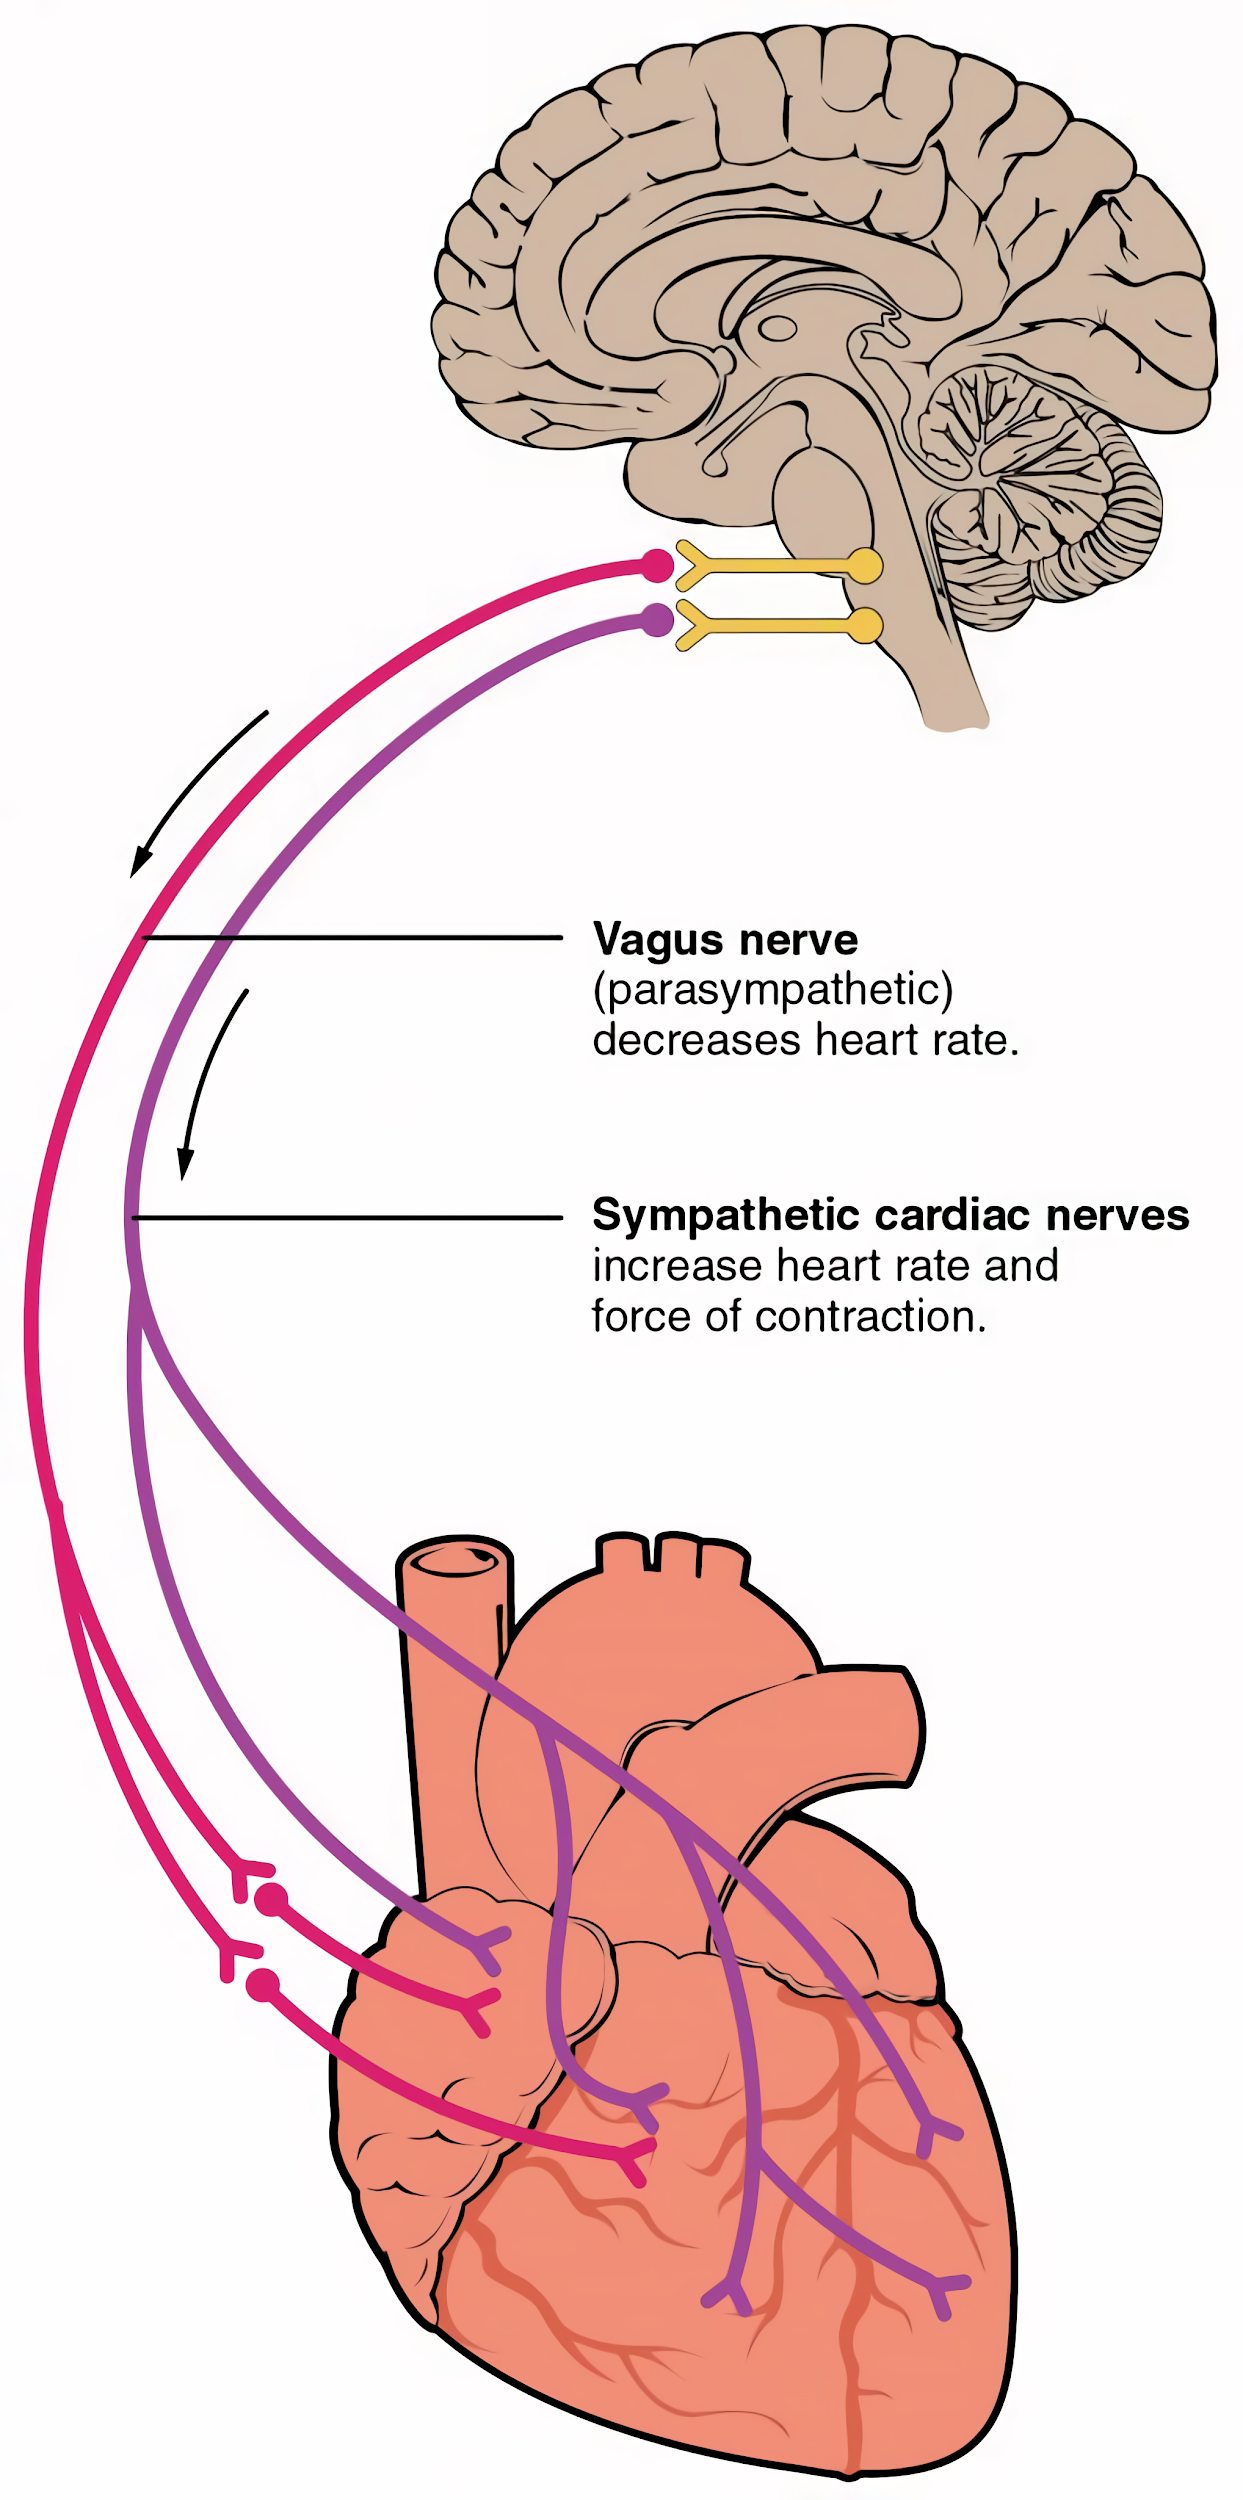 Vagus nerve
(parasympathetic)
decreases heart rate.
Sympathetic cardiac nerves
increase heart rate and
force of contraction.